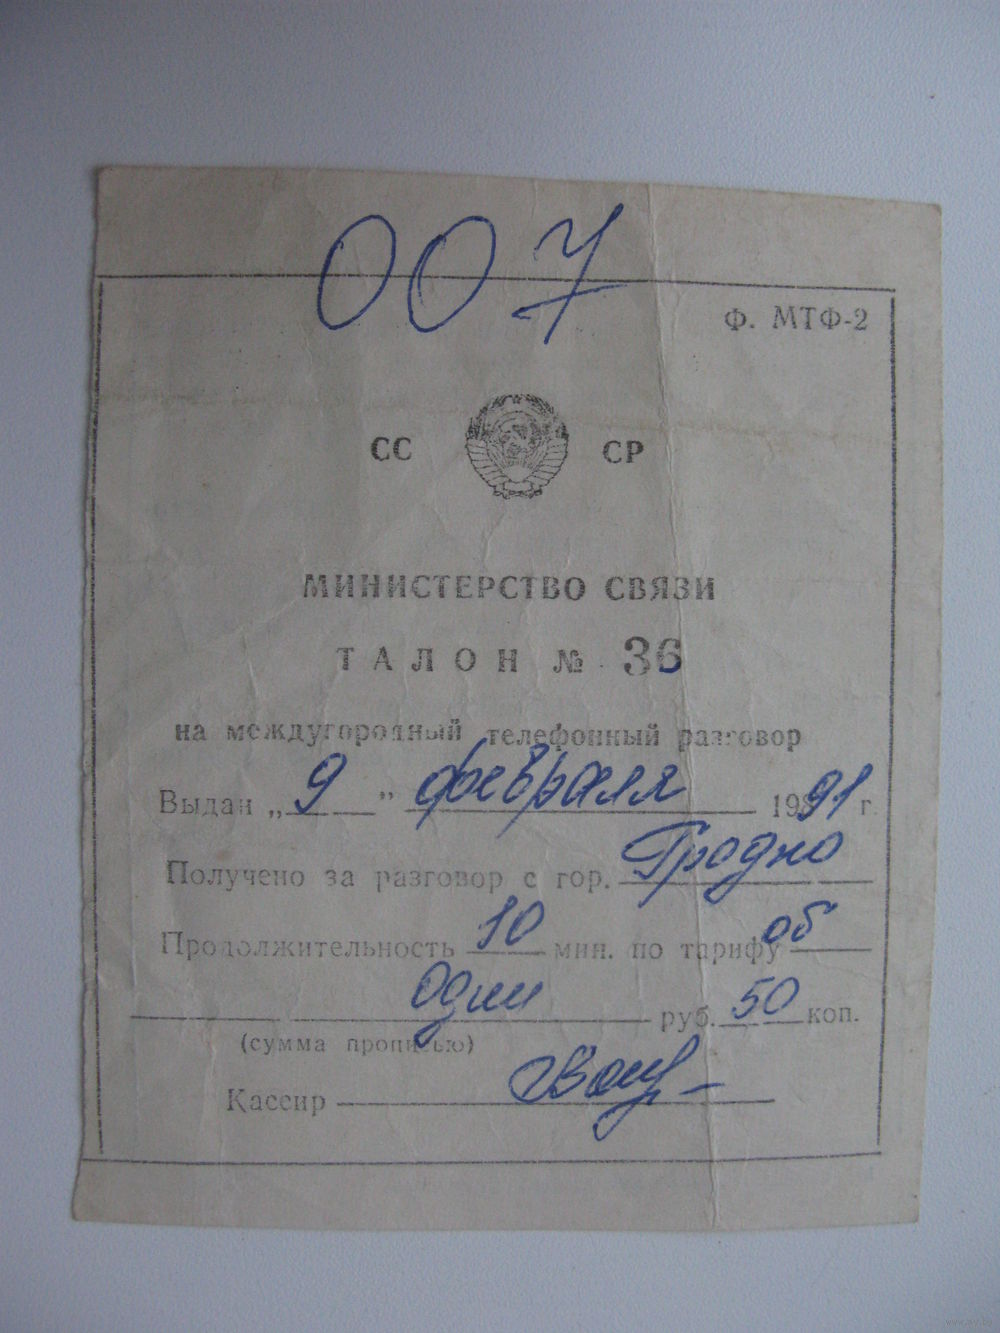 007
Ф. МТФ-2
СС СР
МИНИСТЕРСТВО СВЯЗИ
ТАЛОН № 36
на междугородный телефонный разговор
Выдан „ 9 ” февраля 1991 г.
Получено за разговор с гор. Гродно
Продолжительность 10 мин. по тарифу об
один руб. 50 коп.
(сумма прописью)
Кассир